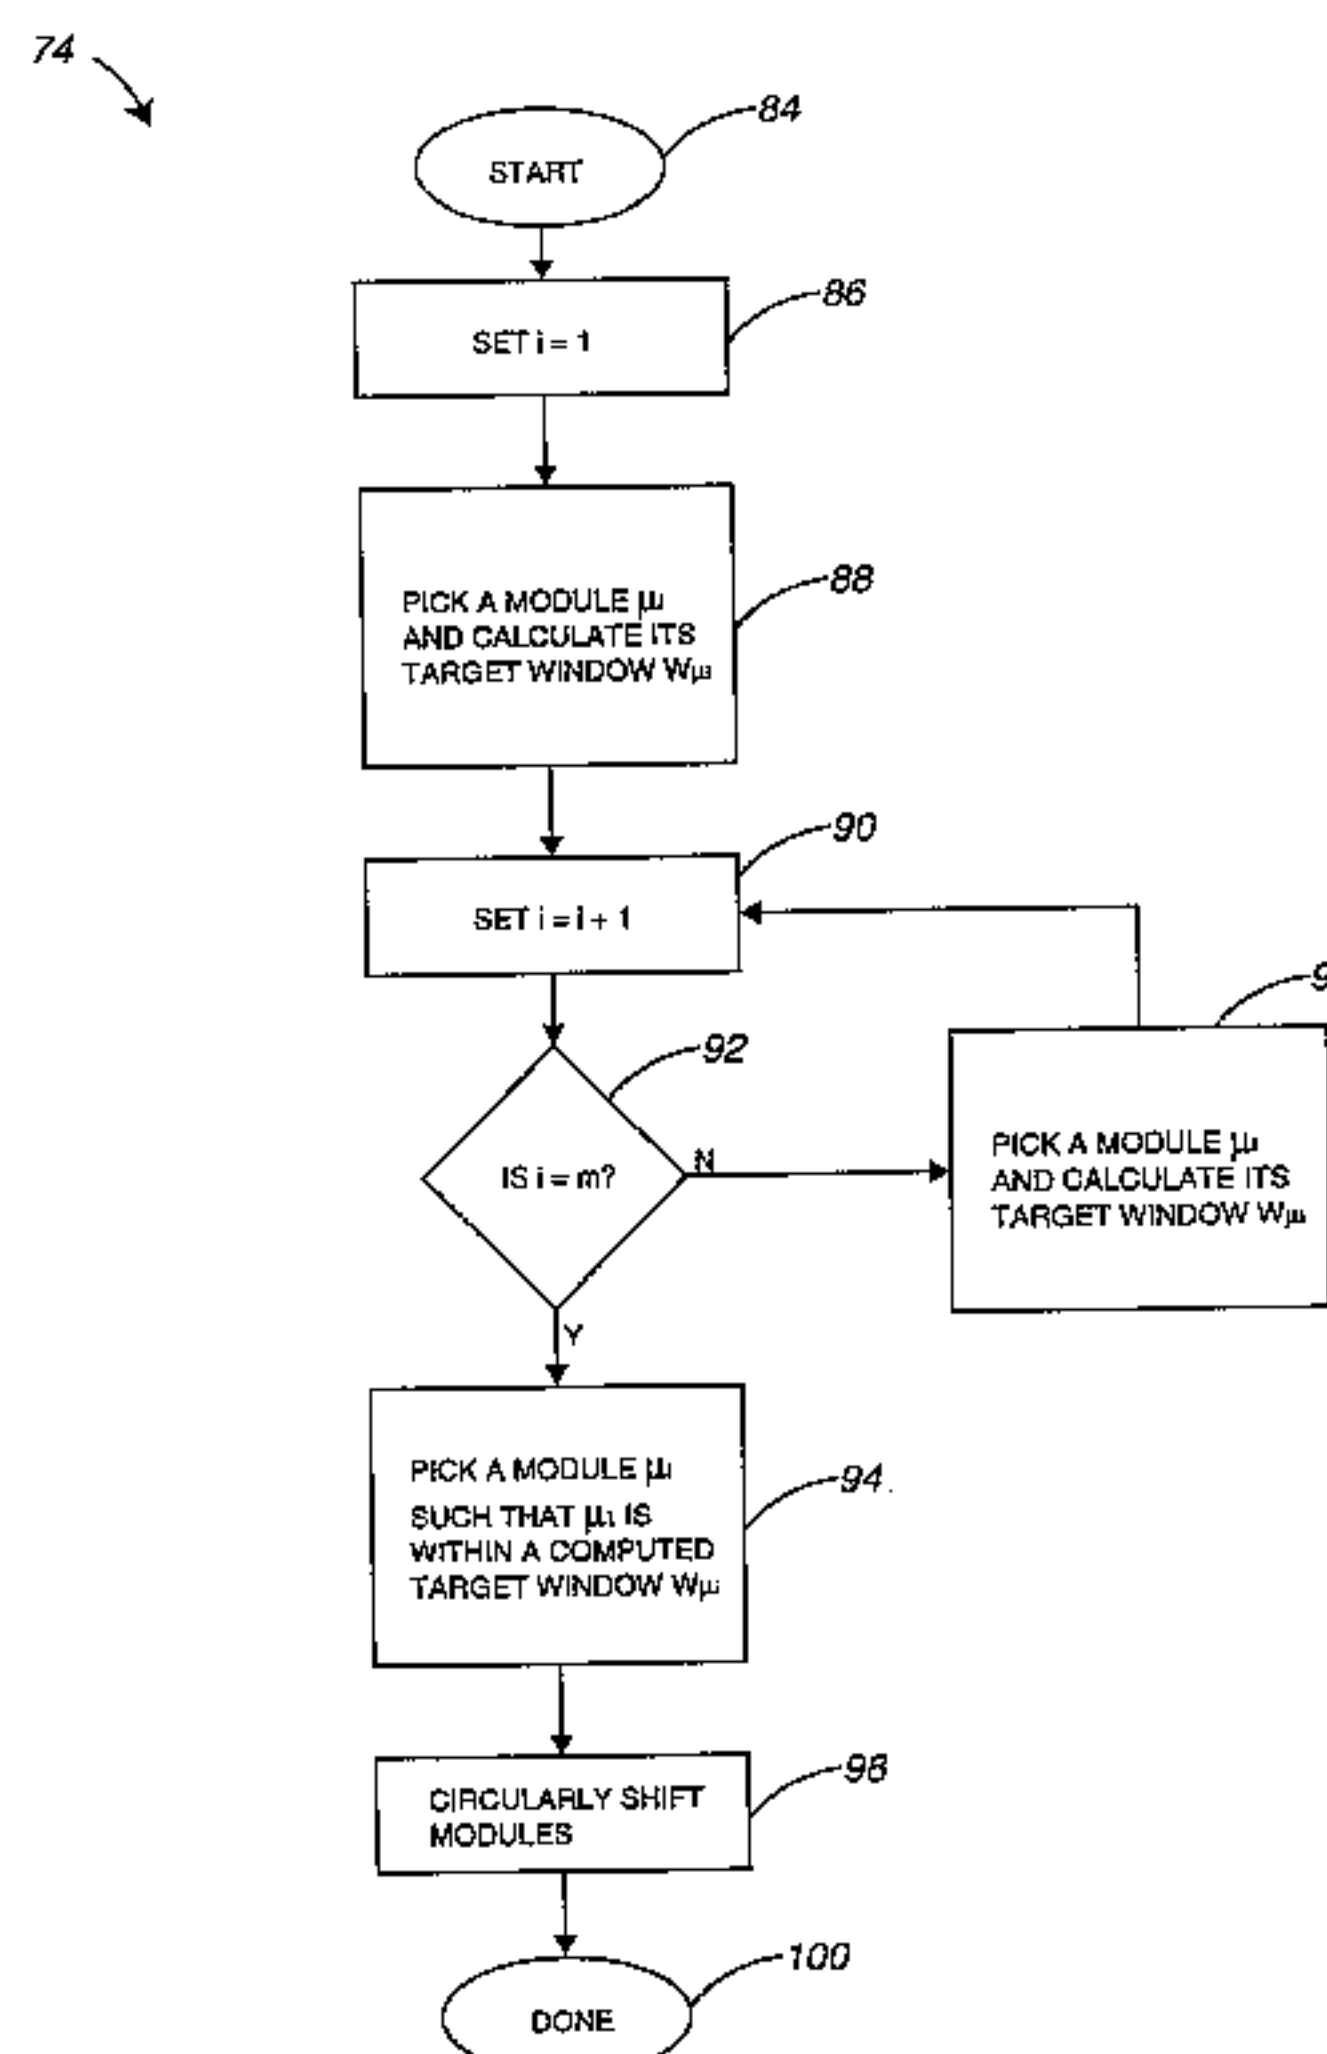 74
84
START
86
SET i = 1
88
PICK A MODULE μi
AND CALCULATE ITS
TARGET WINDOW Wμi
90
SET i = i + 1
92
IS i = m?
N
PICK A MODULE μi
AND CALCULATE ITS
TARGET WINDOW Wμi
Y
94.
PICK A MODULE μi
SUCH THAT μ1 IS
WITHIN A COMPUTED
TARGET WINDOW Wμi
98
CIRCULARLY SHIFT
MODULES
100
DONE